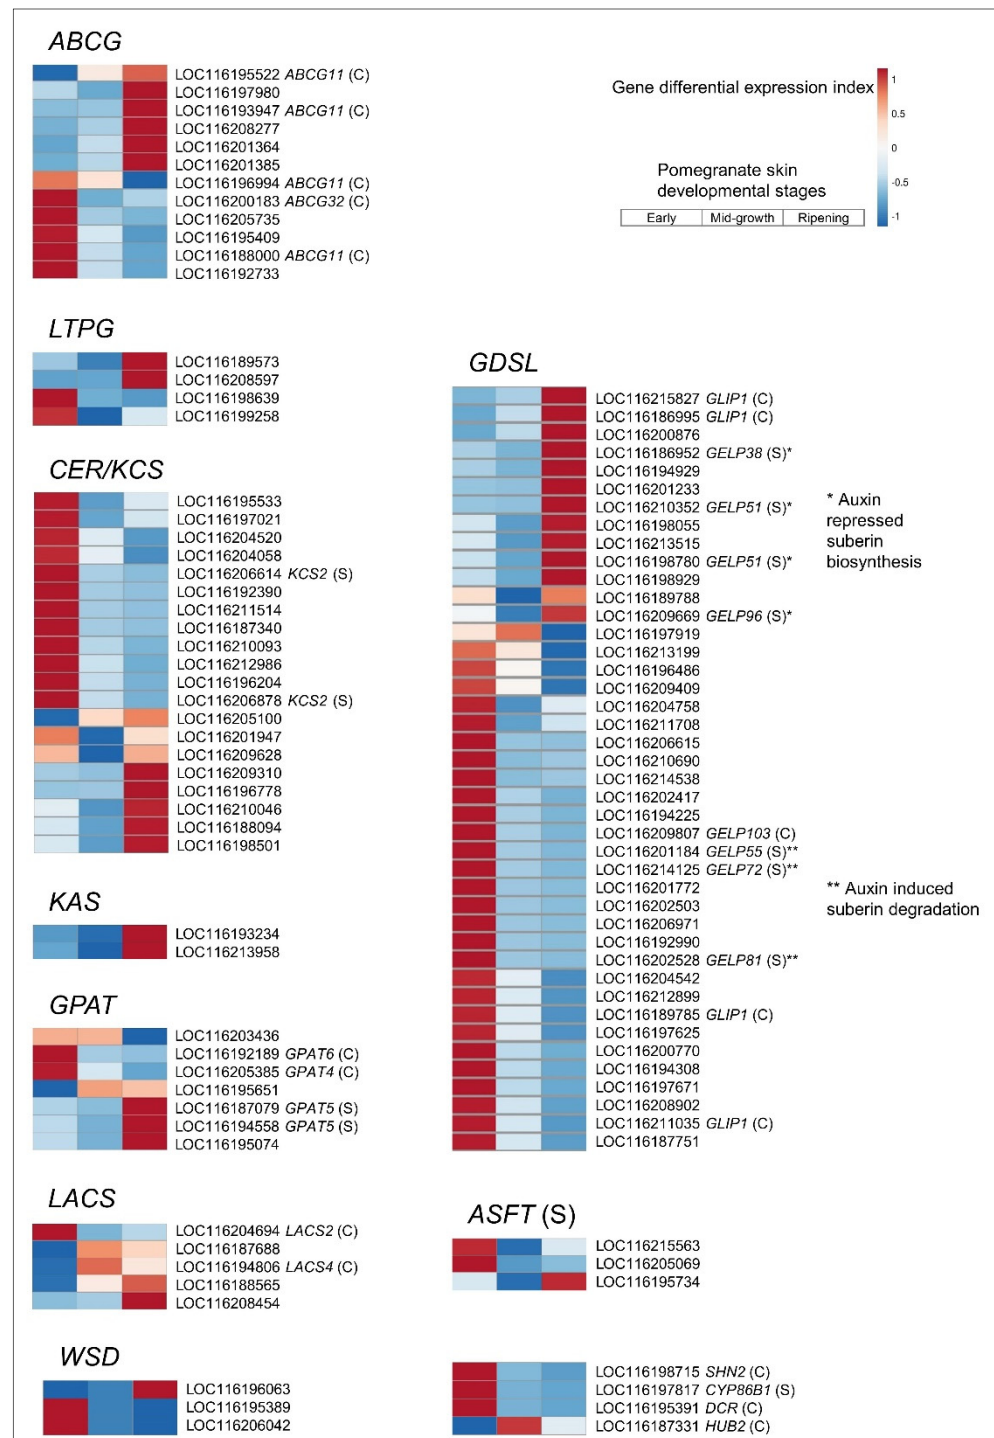 ABCG
LOC116195522 ABCG11 (C)
LOC116197980
LOC116193947 ABCG11 (C)
LOC116208277
LOC116201364
LOC116201385
LOC116196994 ABCG11 (C)
LOC116200183 ABCG32 (C)
LOC116205735
LOC116195409
LOC116188000 ABCG11 (C)
LOC116192733
Gene differential expression index
1
0.5
0
-0.5
-1
Pomegranate skin
developmental stages
Early Mid-growth Ripening
LTPG
LOC116189573
LOC116208597
LOC116198639
LOC116199258
CER/KCS
LOC116195533
LOC116197021
LOC116204520
LOC116204058
LOC116206614 KCS2 (S)
LOC116192390
LOC116211514
LOC116187340
LOC116210093
LOC116212986
LOC116196204
LOC116206878 KCS2 (S)
LOC116205100
LOC116201947
LOC116209628
LOC116209310
LOC116196778
LOC116210046
LOC116188094
LOC116198501
KAS
LOC116193234
LOC116213958
GPAT
LOC116203436
LOC116192189 GPAT6 (C)
LOC116205385 GPAT4 (C)
LOC116195651
LOC116187079 GPAT5 (S)
LOC116194558 GPAT5 (S)
LOC116195074
LACS
LOC116204694 LACS2 (C)
LOC116187688
LOC116194806 LACS4 (C)
LOC116188565
LOC116208454
WSD
LOC116196063
LOC116195389
LOC116206042
GDSL
LOC116215827 GLIP1 (C)
LOC116186995 GLIP1 (C)
LOC116200876
LOC116186952 GELP38 (S)*
LOC116194929
LOC116201233
LOC116210352 GELP51 (S)*
LOC116198055
LOC116213515
LOC116198780 GELP51 (S)*
LOC116198929
LOC116189788
LOC116209669 GELP96 (S)*
LOC116197919
LOC116213199
LOC116196486
LOC116209409
LOC116204758
LOC116211708
LOC116206615
LOC116210690
LOC116214538
LOC116202417
LOC116194225
LOC116209807 GELP103 (C)
LOC116201184 GELP55 (S)**
LOC116214125 GELP72 (S)**
LOC116201772
LOC116202503
LOC116206971
LOC116192990
LOC116202528 GELP81 (S)**
LOC116204542
LOC116212899
LOC116189785 GLIP1 (C)
LOC116197625
LOC116200770
LOC116194308
LOC116197671
LOC116208902
LOC116211035 GLIP1 (C)
LOC116187751
* Auxin
repressed
suberin
biosynthesis
** Auxin induced
suberin degradation
ASFT (S)
LOC116215563
LOC116205069
LOC116195734
LOC116198715 SHN2 (C)
LOC116197817 CYP86B1 (S)
LOC116195391 DCR (C)
LOC116187331 HUB2 (C)